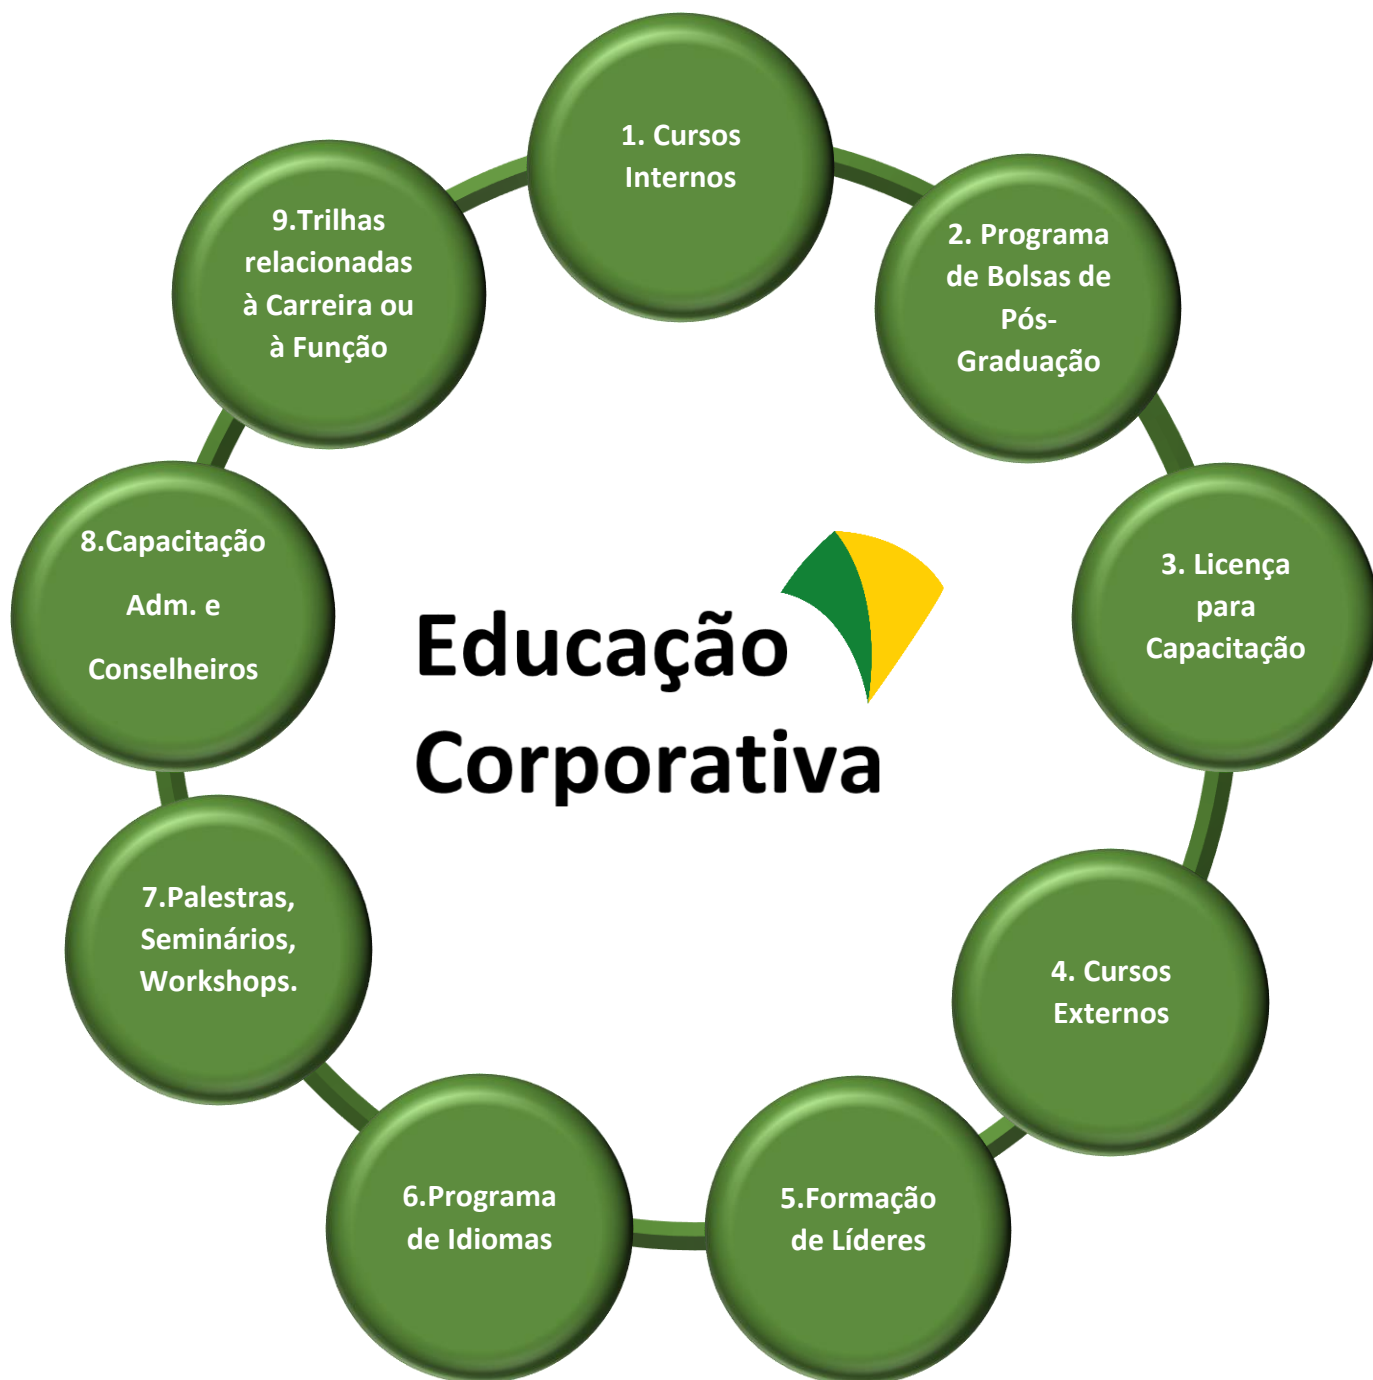 1. Cursos
Internos
2. Programa
de Bolsas de
Pós-
Graduação
3. Licença
para
Capacitação
4. Cursos
Externos
5.Formação
de Líderes
6.Programa
de Idiomas
7.Palestras,
Seminários,
Workshops.
8.Capacitação
Adm. e
Conselheiros
9.Trilhas
relacionadas
à Carreira ou
à Função
Educação
Corporativa